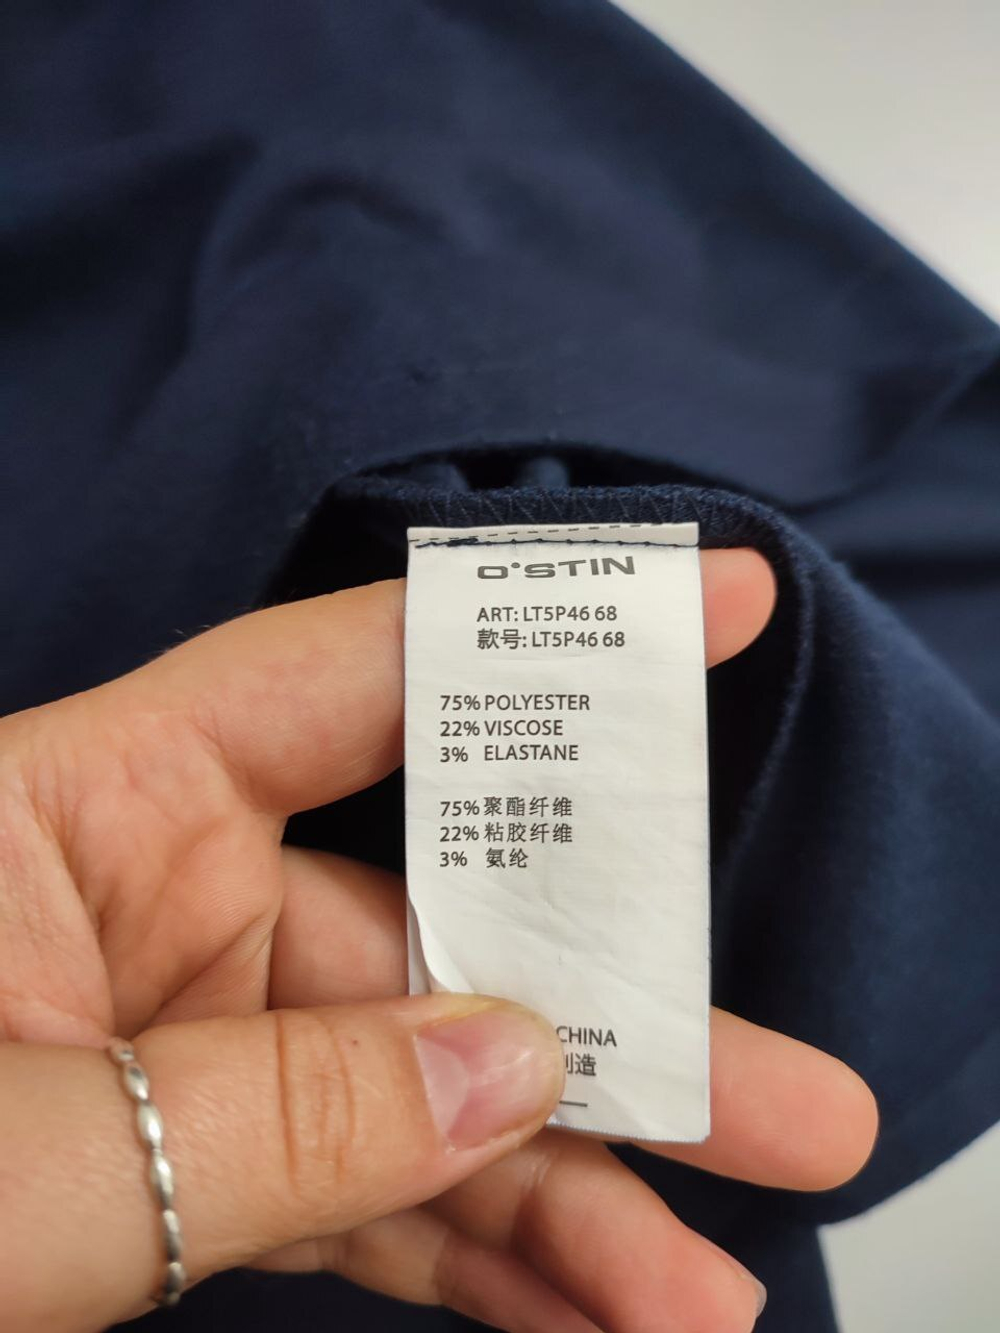 O'STIN
ART: LT5P46 68
款号: LT5P46 68
75% POLYESTER
22% VISCOSE
3% ELASTANE
75% 聚酯纤维
22% 粘胶纤维
3% 氨纶
CHINA
造